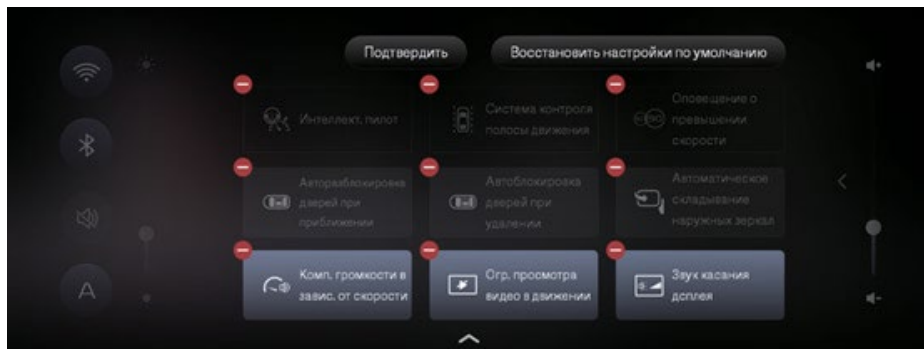 Подтвердить
Восстановить настройки по умолчанию
Интеллект. пилот
Система контроля
полосы движения
Оповещение о
превышении
скорости
Авторазблокировка
дверей при
приближении
Автоблокировка
дверей при
удалении
Автоматическое
складывание
наружных зеркал
Комп. громкости в
завис. от скорости
Огр. просмотра
видео в движении
Звук касания
дсплея
A